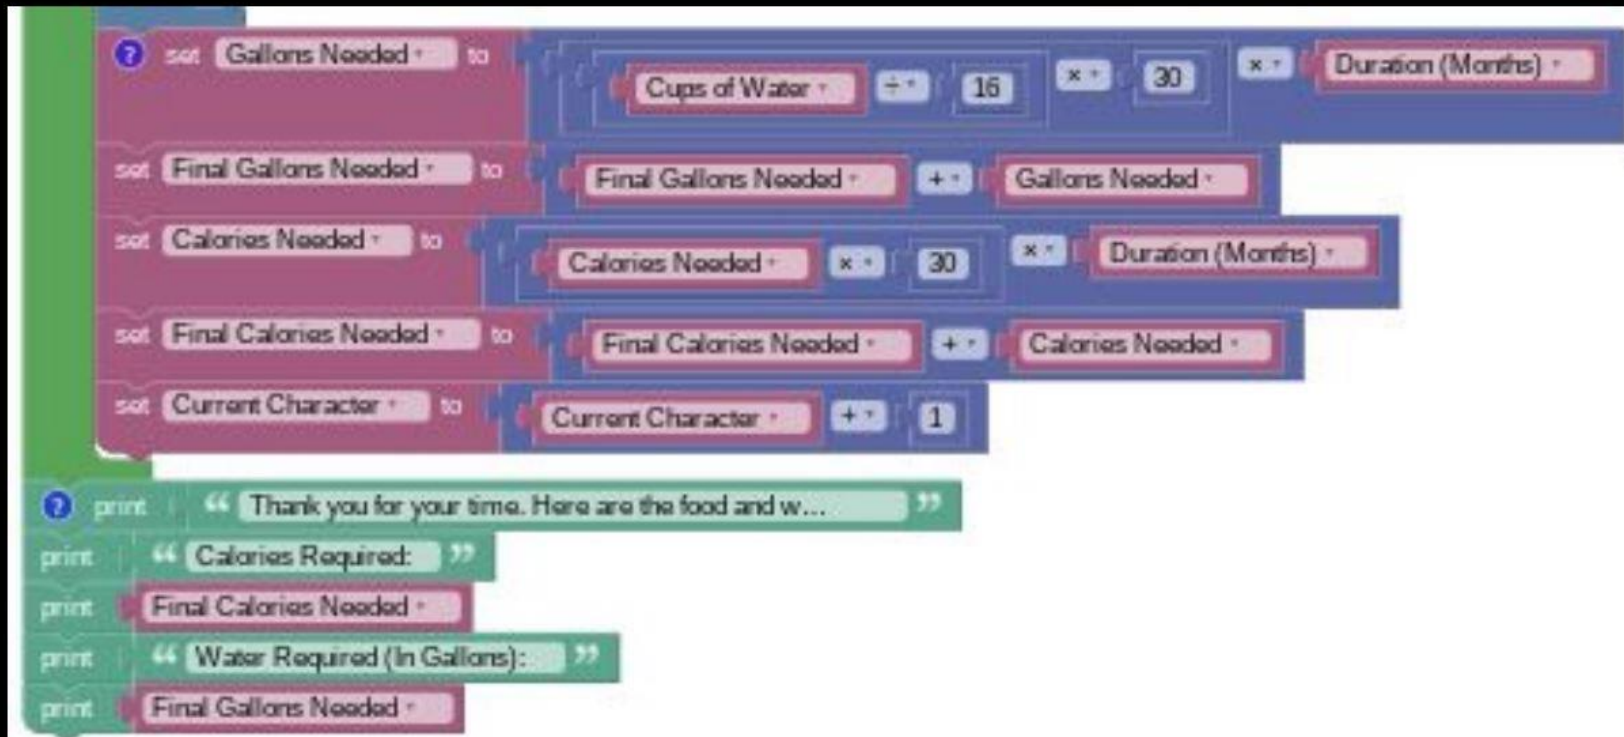 ? set Gallons Needed to Cups of Water ÷ 16 × 30 × Duration (Months)
set Final Gallons Needed to Final Gallons Needed + Gallons Needed
set Calories Needed to Calories Needed × 30 × Duration (Months)
set Final Calories Needed to Final Calories Needed + Calories Needed
set Current Character to Current Character + 1
? print “ Thank you for your time. Here are the food and w... ”
print “ Calories Required: ”
print Final Calories Needed
print “ Water Required (In Gallons): ”
print Final Gallons Needed